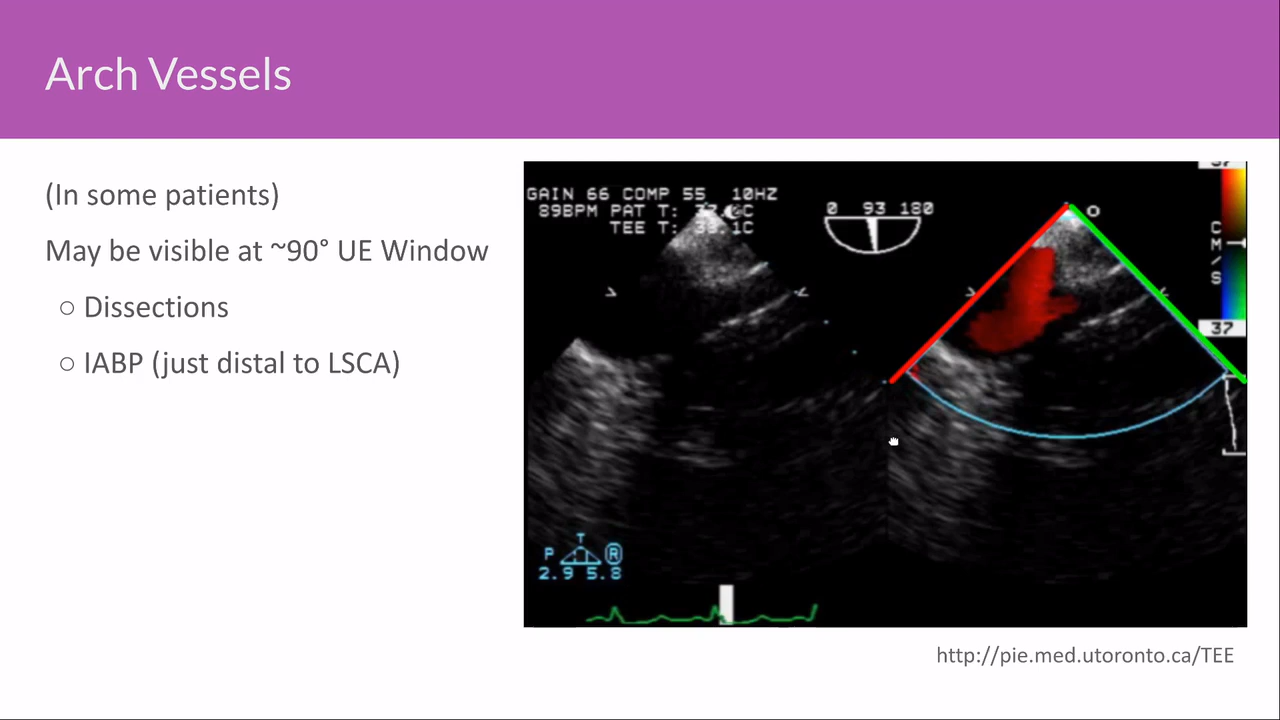 Arch Vessels
(In some patients)
May be visible at ~90° UE Window
○ Dissections
○ IABP (just distal to LSCA)
GAIN 66 COMP 55 10HZ
89BPM PAT T:
TEE T:
0 93 180
CM/S
37
T
P R
2.9 5.8
http://pie.med.utoronto.ca/TEE